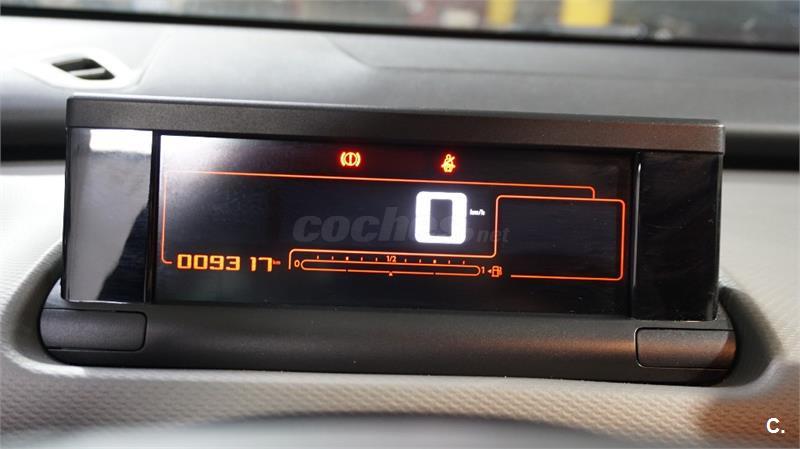 0 km/h
coches.net
009317 km
0 1/2 1
C.